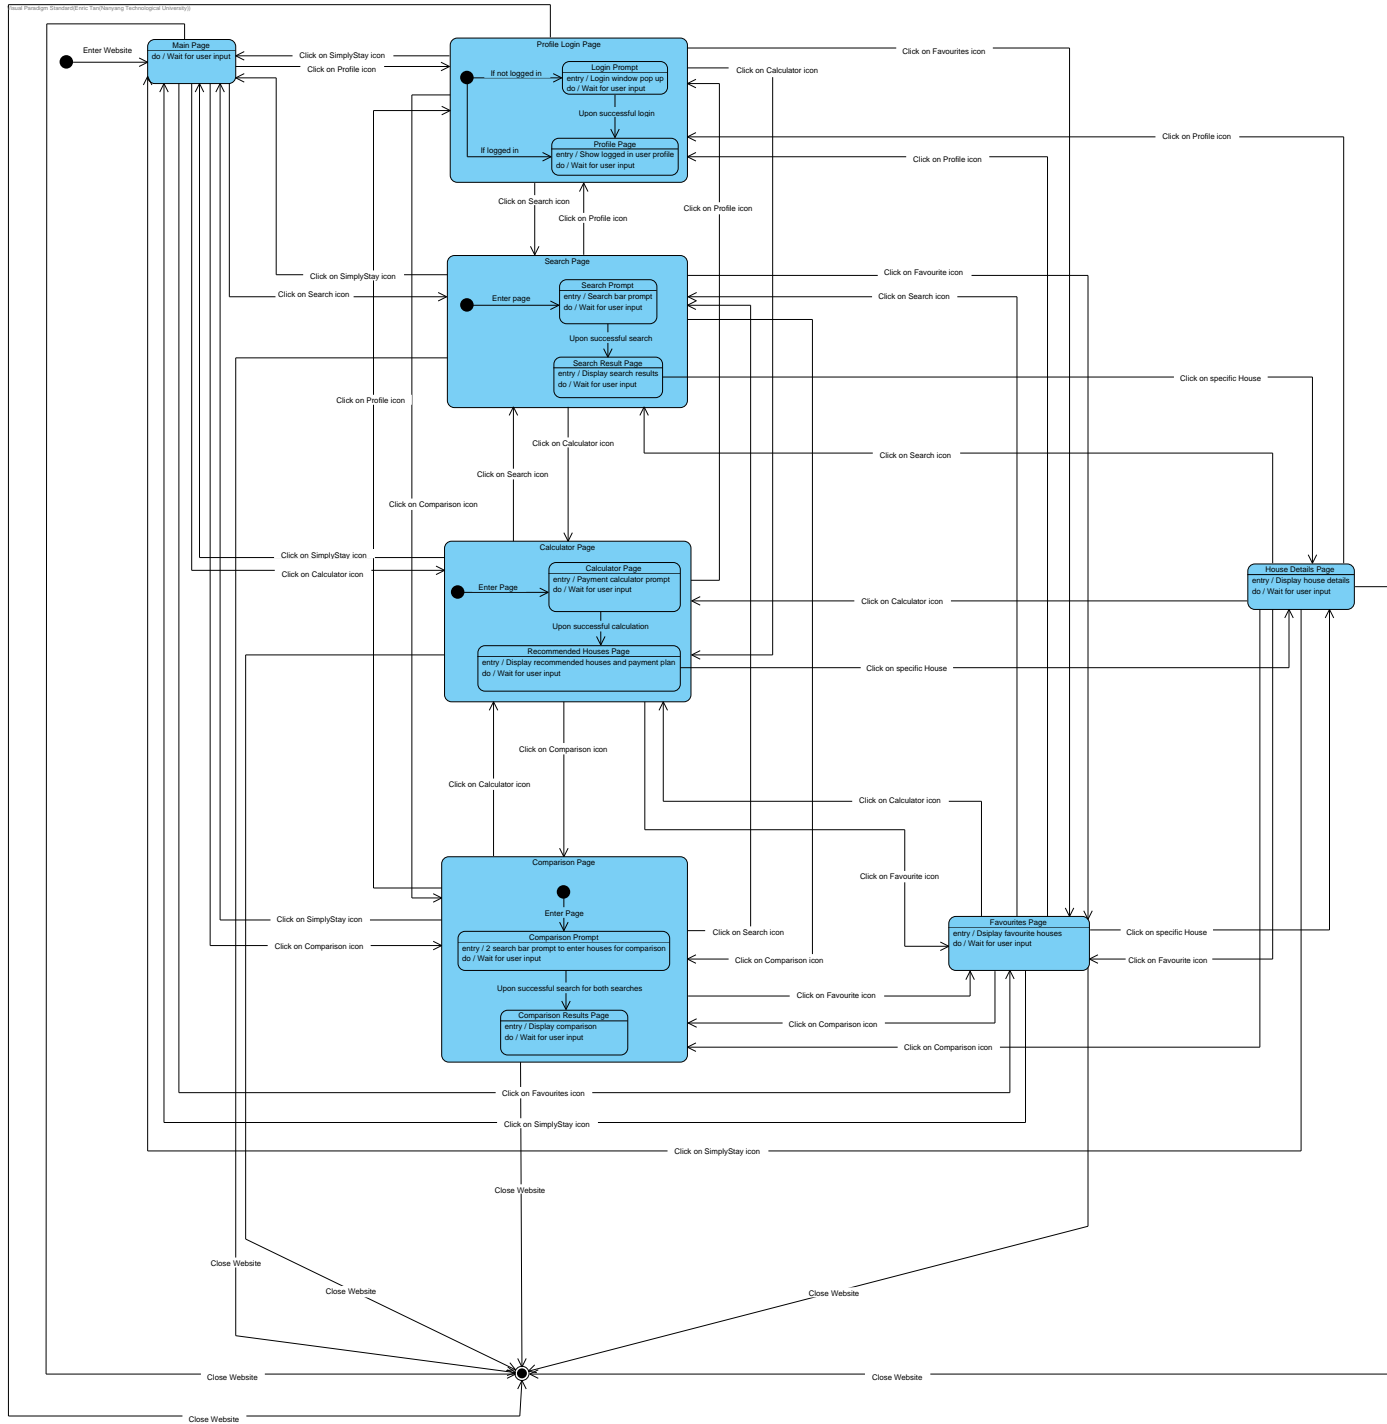 Visual Paradigm Standard(Enric Tan(Nanyang Technological University))
Main Page
do / Wait for user input
Enter Website
Click on SimplyStay icon
Click on Profile icon
Profile Login Page
If not logged in
Login Prompt
entry / Login window pop up
do / Wait for user input
Upon successful login
If logged in
Profile Page
entry / Show logged in user profile
do / Wait for user input
Click on Favourites icon
Click on Calculator icon
Click on Profile icon
Click on Profile icon
Click on Search icon
Click on Profile icon
Click on Profile icon
Search Page
Click on SimplyStay icon
Click on Search icon
Enter page
Search Prompt
entry / Search bar prompt
do / Wait for user input
Upon successful search
Search Result Page
entry / Display search results
do / Wait for user input
Click on Favourite icon
Click on Search icon
Click on specific House
Click on Profile icon
Click on Calculator icon
Click on Search icon
Click on Search icon
Click on Comparison icon
Calculator Page
Click on SimplyStay icon
Click on Calculator icon
Enter Page
Calculator Page
entry / Payment calculator prompt
do / Wait for user input
Upon successful calculation
Recommended Houses Page
entry / Display recommended houses and payment plan
do / Wait for user input
House Details Page
entry / Display house details
do / Wait for user input
Click on Calculator icon
Click on specific House
Click on Comparison icon
Click on Calculator icon
Click on Calculator icon
Click on Favourite icon
Comparison Page
Enter Page
Click on SimplyStay icon
Click on Comparison icon
Comparison Prompt
entry / 2 search bar prompt to enter houses for comparison
do / Wait for user input
Upon successful search for both searches
Comparison Results Page
entry / Display comparison
do / Wait for user input
Click on Search icon
Click on Comparison icon
Favourites Page
entry / Dsiplay favourite houses
do / Wait for user input
Click on specific House
Click on Favourite icon
Click on Favourite icon
Click on Comparison icon
Click on Comparison icon
Click on Favourites icon
Click on SimplyStay icon
Click on SimplyStay icon
Close Website
Close Website
Close Website
Close Website
Close Website
Close Website
Close Website